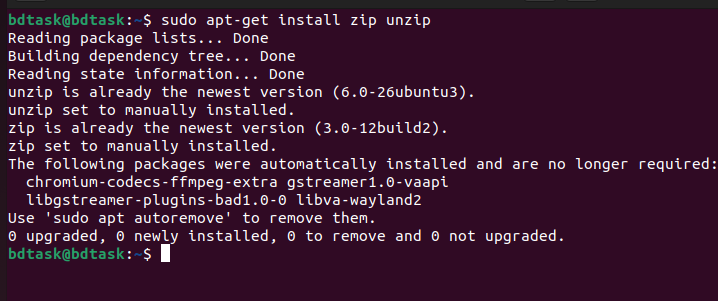 bdtask@bdtask:~$ sudo apt-get install zip unzip
Reading package lists... Done
Building dependency tree... Done
Reading state information... Done
unzip is already the newest version (6.0-26ubuntu3).
unzip set to manually installed.
zip is already the newest version (3.0-12build2).
zip set to manually installed.
The following packages were automatically installed and are no longer required:
  chromium-codecs-ffmpeg-extra gstreamer1.0-vaapi
  libgstreamer-plugins-bad1.0-0 libva-wayland2
Use 'sudo apt autoremove' to remove them.
0 upgraded, 0 newly installed, 0 to remove and 0 not upgraded.
bdtask@bdtask:~$